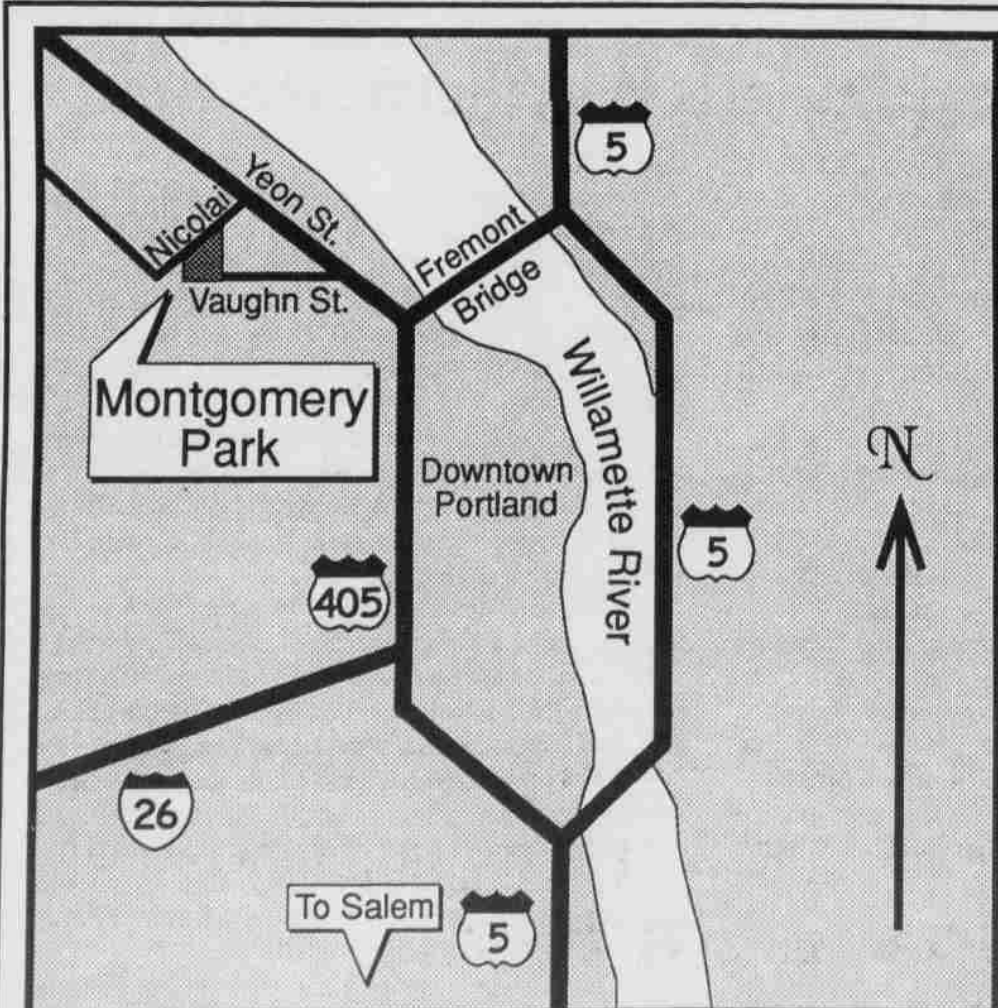 5
Yeon St.
Nicolai
Fremont
Bridge
Vaughn St.
Montgomery
Park
Willamette River
N
Downtown
Portland
5
405
26
To Salem
5